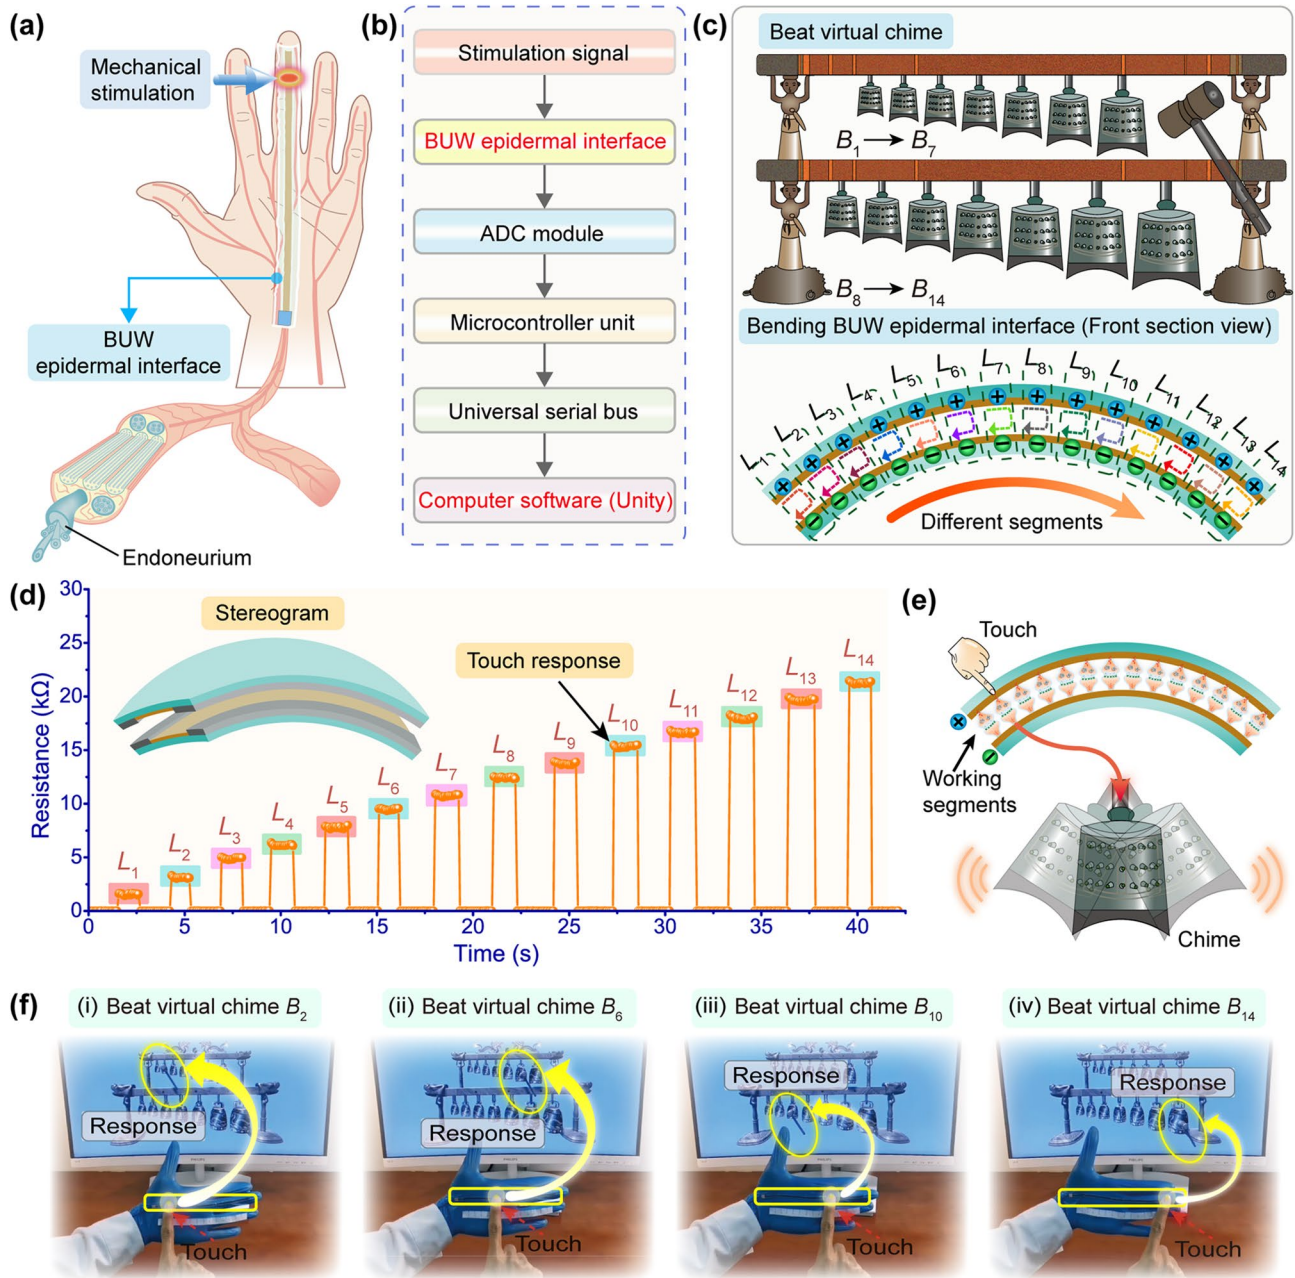 (a)
Mechanical
stimulation
BUW
epidermal interface
Endoneurium
(b)
Stimulation signal
BUW epidermal interface
ADC module
Microcontroller unit
Universal serial bus
Computer software (Unity)
(c)
Beat virtual chime
B1 → B7
B8 → B14
Bending BUW epidermal interface (Front section view)
L1 L2 L3 L4 L5 L6 L7 L8 L9 L10 L11 L12 L13 L14
Different segments
(d)
Stereogram
Touch response
L1 L2 L3 L4 L5 L6 L7 L8 L9 L10 L11 L12 L13 L14
Resistance (kΩ)
30
25
20
15
10
5
0
0 5 10 15 20 25 30 35 40
Time (s)
(e)
Touch
Working
segments
Chime
(f)
(i) Beat virtual chime B2
Response
Touch
(ii) Beat virtual chime B6
Response
Touch
(iii) Beat virtual chime B10
Response
Touch
(iv) Beat virtual chime B14
Response
Touch